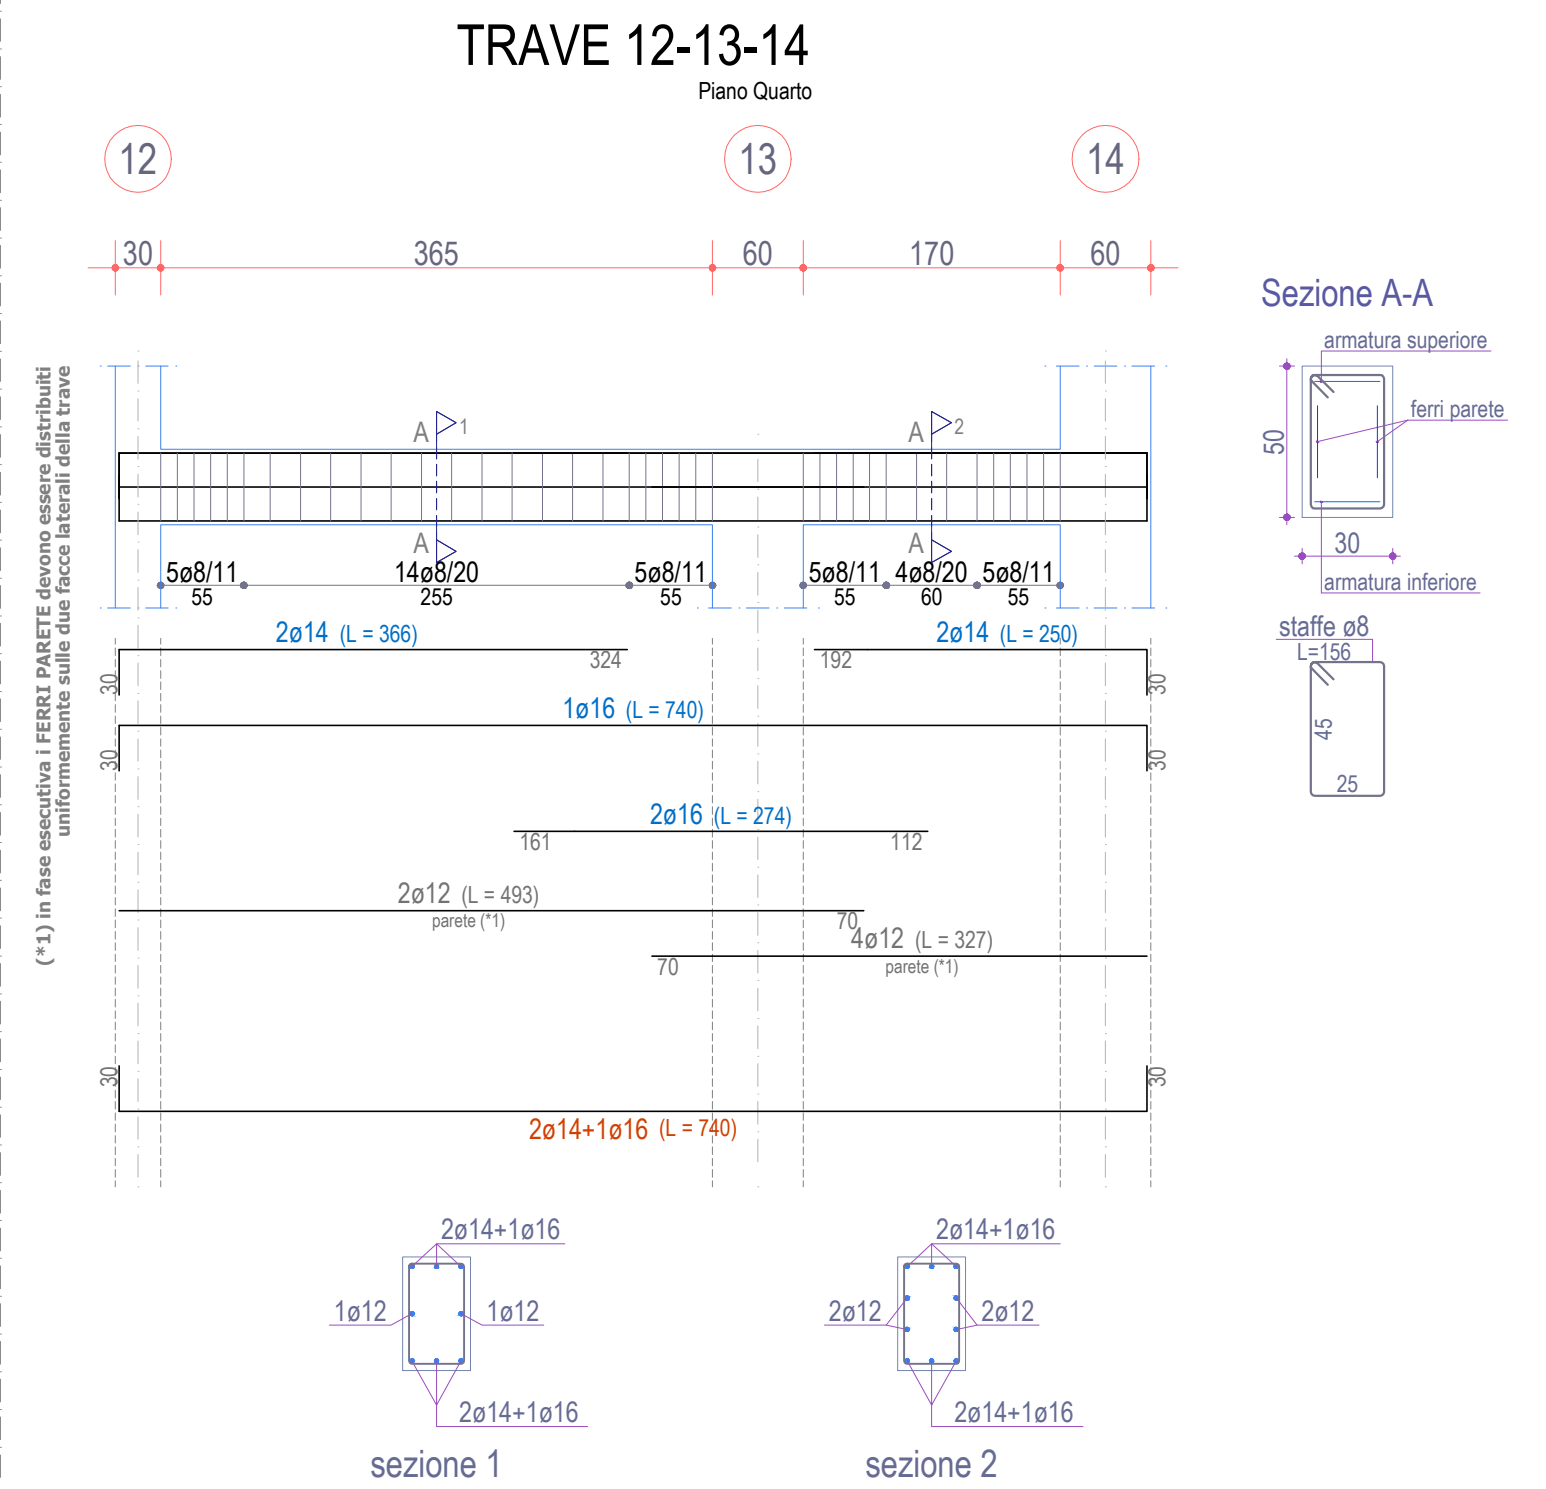 TRAVE 12-13-14
Piano Quarto
12
13
14
30
365
60
170
60
(*1) in fase esecutiva i FERRI PARETE devono essere distribuiti
uniformemente sulle due facce laterali della trave
A
1
A
2
A
A
5ø8/11
14ø8/20
5ø8/11
5ø8/11
4ø8/20
5ø8/11
55
255
55
55
60
55
2ø14 (L = 366)
2ø14 (L = 250)
324
192
30
30
1ø16 (L = 740)
30
30
2ø16 (L = 274)
161
112
2ø12 (L = 493)
parete (*1)
70
4ø12 (L = 327)
70
parete (*1)
30
30
2ø14+1ø16 (L = 740)
Sezione A-A
armatura superiore
ferri parete
50
30
armatura inferiore
staffe ø8
L=156
45
25
2ø14+1ø16
1ø12
1ø12
2ø14+1ø16
sezione 1
2ø14+1ø16
2ø12
2ø12
2ø14+1ø16
sezione 2